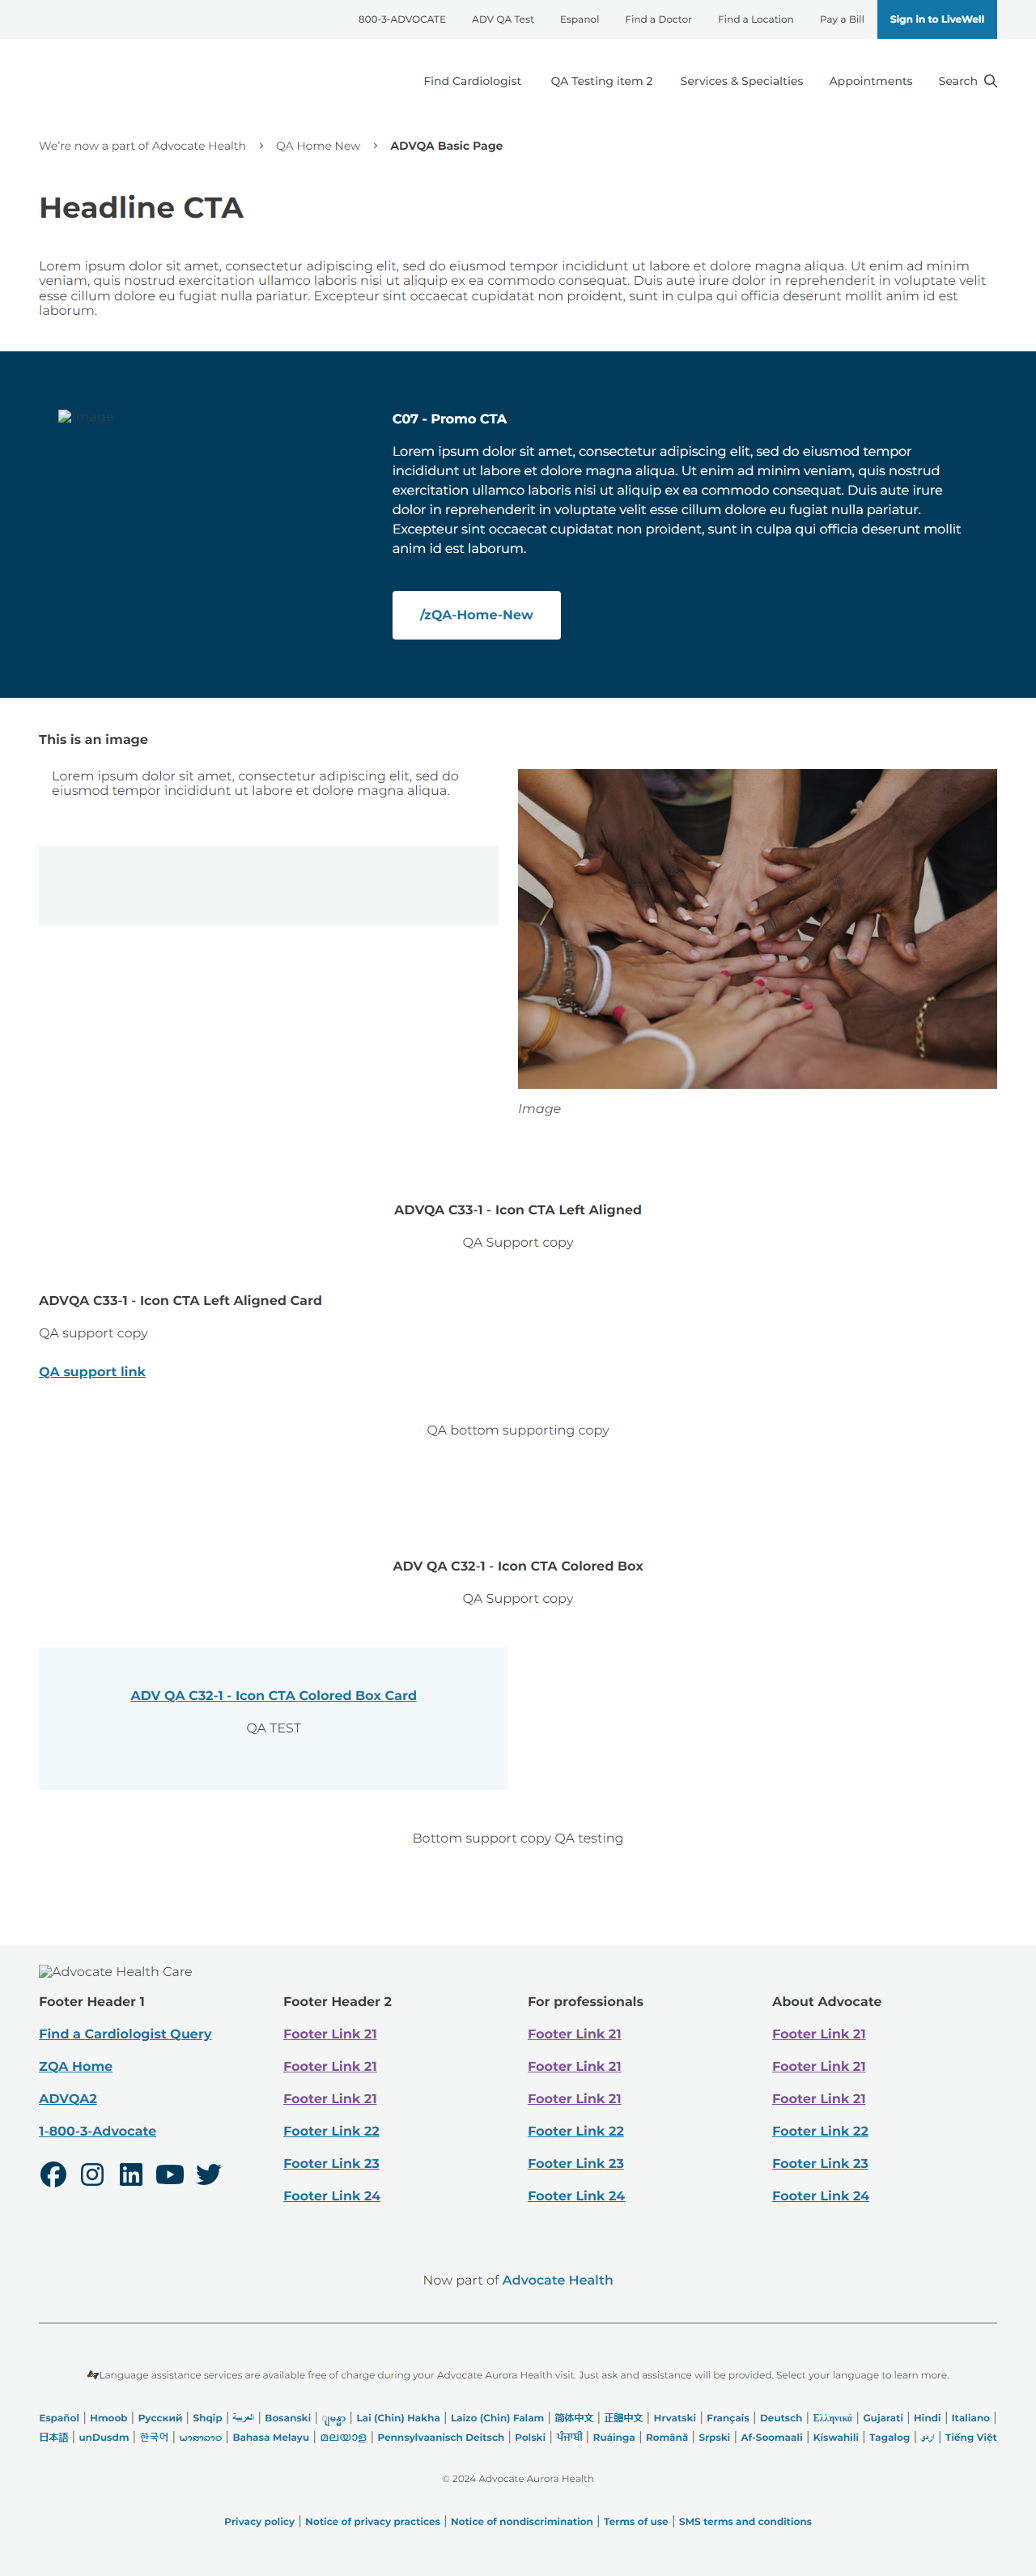 800-3-ADVOCATE ADV QA Test Espanol Find a Doctor Find a Location Pay a Bill Sign in to LiveWell
Find Cardiologist QA Testing item 2 Services & Specialties Appointments Search
We're now a part of Advocate Health QA Home New ADVQA Basic Page
Headline CTA
Lorem ipsum dolor sit amet, consectetur adipiscing elit, sed do eiusmod tempor incididunt ut labore et dolore magna aliqua. Ut enim ad minim
veniam, quis nostrud exercitation ullamco laboris nisi ut aliquip ex ea commodo consequat. Duis aute irure dolor in reprehenderit in voluptate velit
esse cillum dolore eu fugiat nulla pariatur. Excepteur sint occaecat cupidatat non proident, sunt in culpa qui officia deserunt mollit anim id est
laborum.
Image
C07 - Promo CTA
Lorem ipsum dolor sit amet, consectetur adipiscing elit, sed do eiusmod tempor
incididunt ut labore et dolore magna aliqua. Ut enim ad minim veniam, quis nostrud
exercitation ullamco laboris nisi ut aliquip ex ea commodo consequat. Duis aute irure
dolor in reprehenderit in voluptate velit esse cillum dolore eu fugiat nulla pariatur.
Excepteur sint occaecat cupidatat non proident, sunt in culpa qui officia deserunt mollit
anim id est laborum.
/zQA-Home-New
This is an image
Lorem ipsum dolor sit amet, consectetur adipiscing elit, sed do
eiusmod tempor incididunt ut labore et dolore magna aliqua.
Image
ADVQA C33-1 - Icon CTA Left Aligned
QA Support copy
ADVQA C33-1 - Icon CTA Left Aligned Card
QA support copy
QA support link
QA bottom supporting copy
ADV QA C32-1 - Icon CTA Colored Box
QA Support copy
ADV QA C32-1 - Icon CTA Colored Box Card
QA TEST
Bottom support copy QA testing
Advocate Health Care
Footer Header 1
Find a Cardiologist Query
ZQA Home
ADVQA2
1-800-3-Advocate
Footer Header 2
Footer Link 21
Footer Link 21
Footer Link 21
Footer Link 22
Footer Link 23
Footer Link 24
For professionals
Footer Link 21
Footer Link 21
Footer Link 21
Footer Link 22
Footer Link 23
Footer Link 24
About Advocate
Footer Link 21
Footer Link 21
Footer Link 21
Footer Link 22
Footer Link 23
Footer Link 24
Now part of Advocate Health
Language assistance services are available free of charge during your Advocate Aurora Health visit. Just ask and assistance will be provided. Select your language to learn more.
Español | Hmoob | Русский | Shqip | العربية | Bosanski | | Lai (Chin) Hakha | Laizo (Chin) Falam | 简体中文 | 正體中文 | Hrvatski | Français | Deutsch | Ελληνικά | Gujarati | Hindi | Italiano |
日本語 | unDusdm | 한국어 | ພາສາລາວ | Bahasa Melayu | മലയാള | Pennsylvaanisch Deitsch | Polski | ਪੰਜਾਬੀ | Ruáinga | Română | Srpski | Af-Soomaali | Kiswahili | Tagalog | اردو | Tiếng Việt
© 2024 Advocate Aurora Health
Privacy policy | Notice of privacy practices | Notice of nondiscrimination | Terms of use | SMS terms and conditions